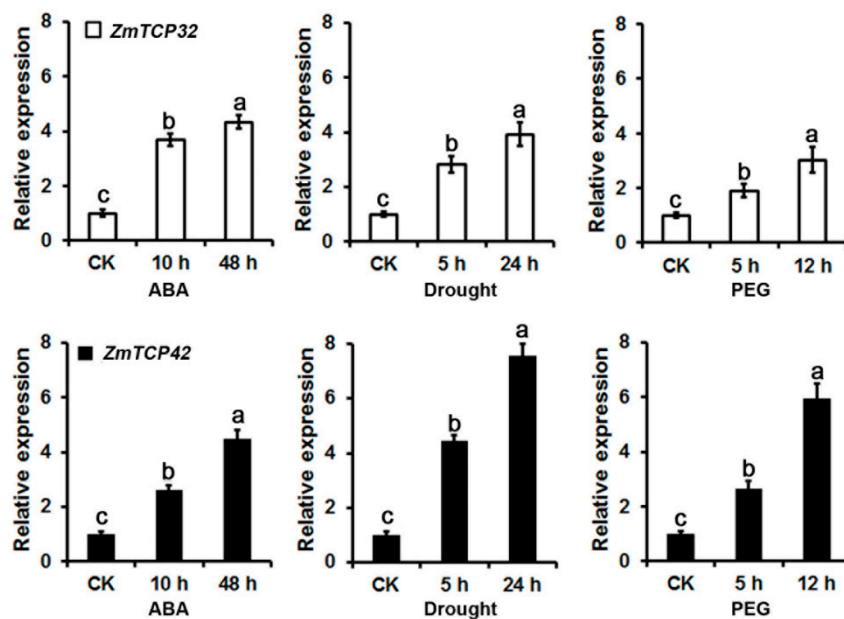 ZmTCP32
Relative expression
8
6
4
2
0
c
b
a
CK 10 h 48 h
ABA
Relative expression
8
6
4
2
0
c
b
a
CK 5 h 24 h
Drought
Relative expression
8
6
4
2
0
c
b
a
CK 5 h 12 h
PEG
ZmTCP42
Relative expression
8
6
4
2
0
c
b
a
CK 10 h 48 h
ABA
Relative expression
8
6
4
2
0
c
b
a
CK 5 h 24 h
Drought
Relative expression
8
6
4
2
0
c
b
a
CK 5 h 12 h
PEG